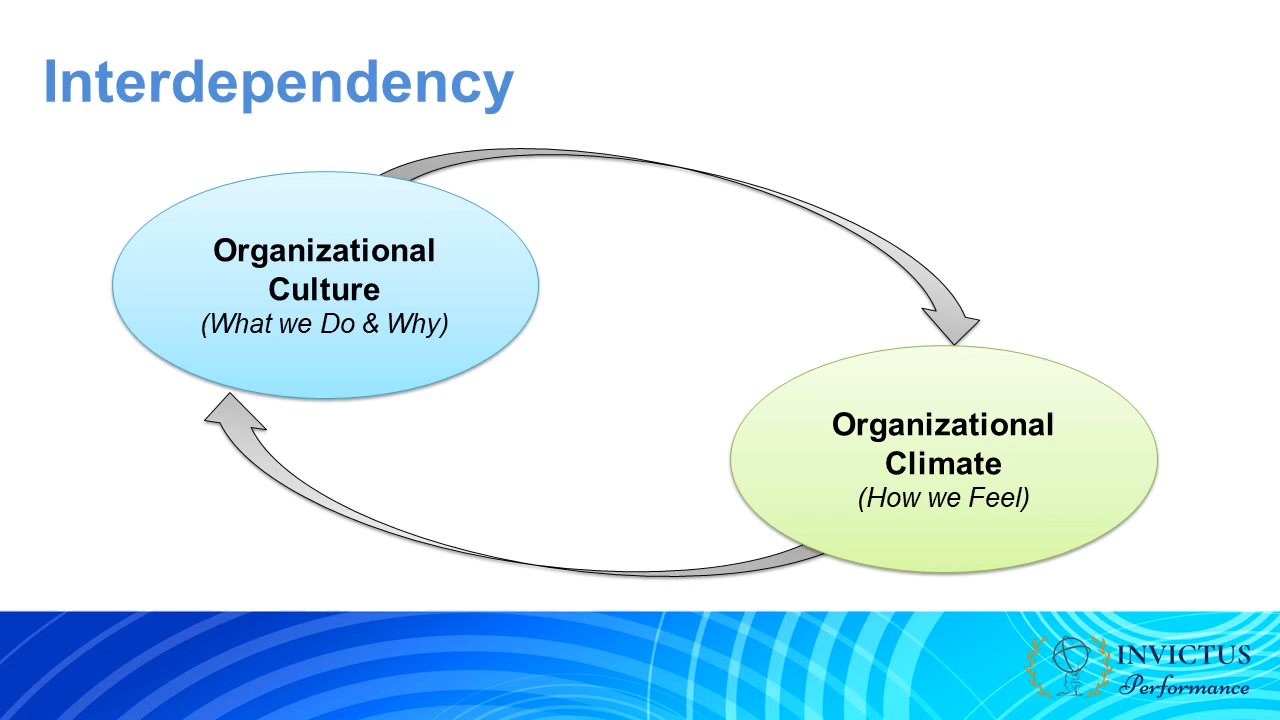 Interdependency
Organizational
Culture
(What we Do & Why)
Organizational
Climate
(How we Feel)
INVICTUS
Performance